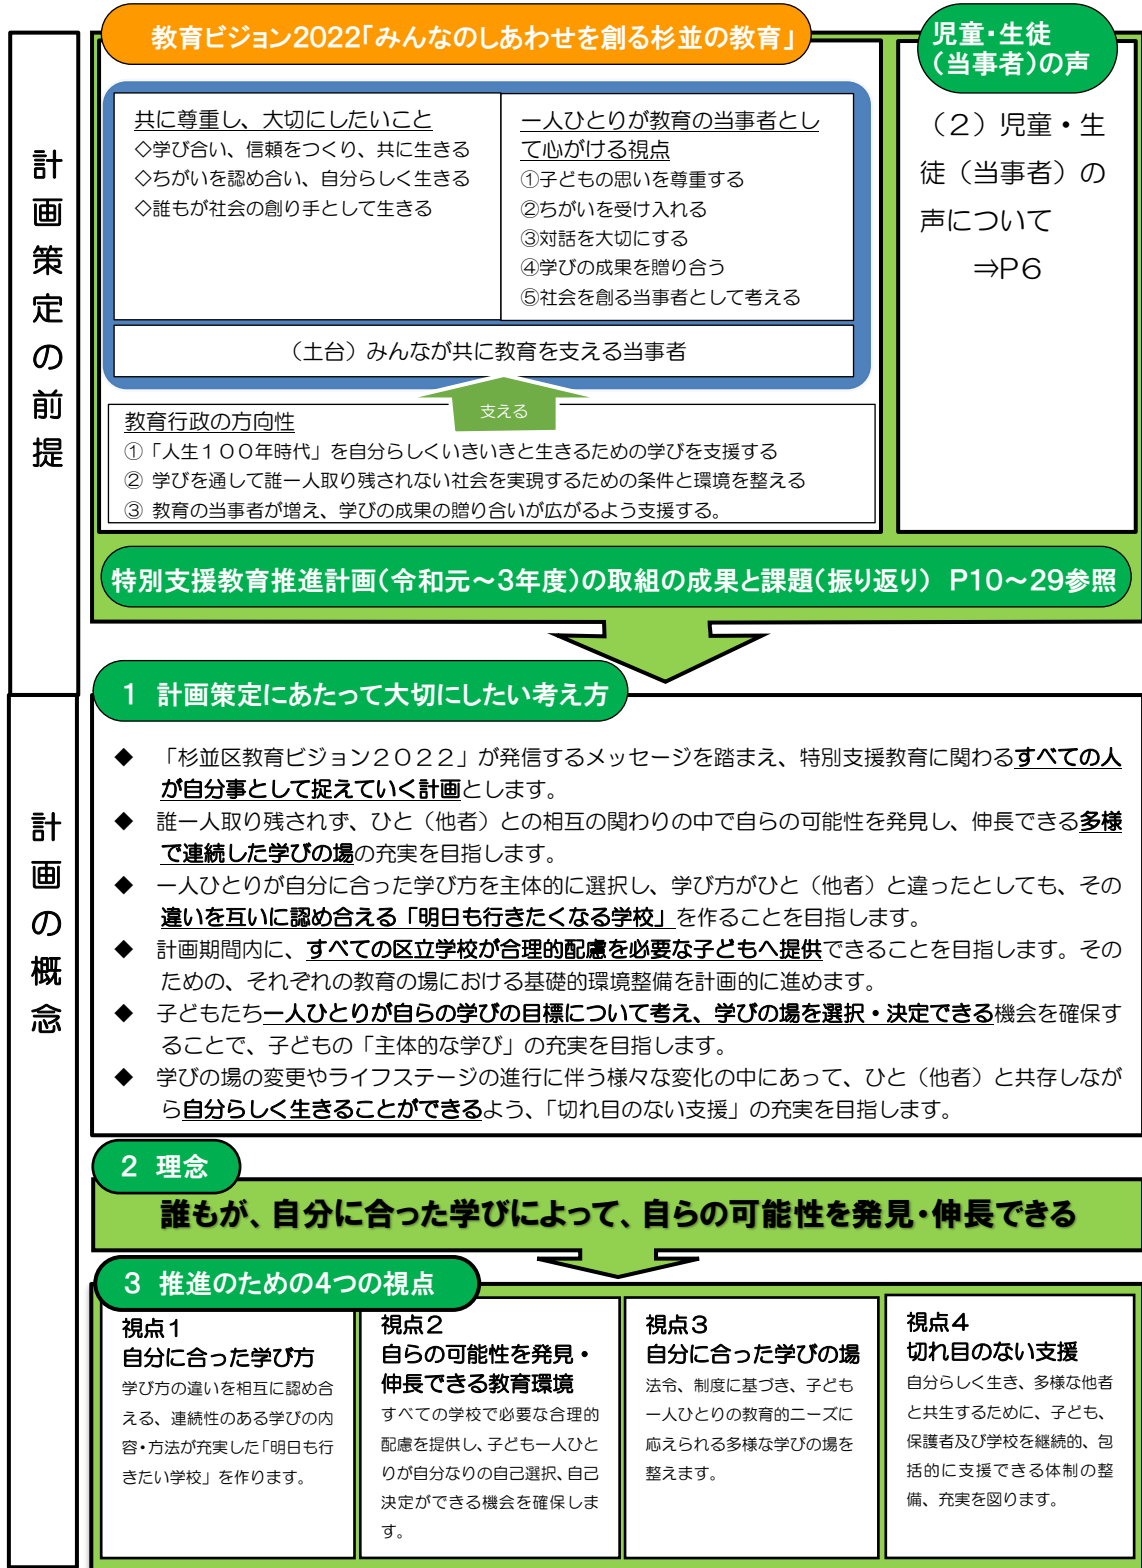 計画策定の前提
教育ビジョン2022「みんなのしあわせを創る杉並の教育」
共に尊重し、大切にしたいこと
◇学び合い、信頼をつくり、共に生きる
◇ちがいを認め合い、自分らしく生きる
◇誰もが社会の創り手として生きる
一人ひとりが教育の当事者とし
て心がける視点
①子どもの思いを尊重する
②ちがいを受け入れる
③対話を大切にする
④学びの成果を贈り合う
⑤社会を創る当事者として考える
（土台）みんなが共に教育を支える当事者
支える
教育行政の方向性
①「人生１００年時代」を自分らしくいきいきと生きるための学びを支援する
② 学びを通して誰一人取り残されない社会を実現するための条件と環境を整える
③ 教育の当事者が増え、学びの成果の贈り合いが広がるよう支援する。
児童・生徒
（当事者）の声
（２）児童・生
徒（当事者）の
声について
⇒P６
特別支援教育推進計画(令和元～3年度)の取組の成果と課題(振り返り)　P10～29参照
計画の概念
1　計画策定にあたって大切にしたい考え方
◆　「杉並区教育ビジョン２０２２」が発信するメッセージを踏まえ、特別支援教育に関わるすべての人
が自分事として捉えていく計画とします。
◆　誰一人取り残されず、ひと（他者）との相互の関わりの中で自らの可能性を発見し、伸長できる多様
で連続した学びの場の充実を目指します。
◆　一人ひとりが自分に合った学び方を主体的に選択し、学び方がひと（他者）と違ったとしても、その
違いを互いに認め合える「明日も行きたくなる学校」を作ることを目指します。
◆　計画期間内に、すべての区立学校が合理的配慮を必要な子どもへ提供できることを目指します。その
ための、それぞれの教育の場における基礎的環境整備を計画的に進めます。
◆　子どもたち一人ひとりが自らの学びの目標について考え、学びの場を選択・決定できる機会を確保す
ることで、子どもの「主体的な学び」の充実を目指します。
◆　学びの場の変更やライフステージの進行に伴う様々な変化の中にあって、ひと（他者）と共存しなが
ら自分らしく生きることができるよう、「切れ目のない支援」の充実を目指します。
2　理念
誰もが、自分に合った学びによって、自らの可能性を発見・伸長できる
3　推進のための4つの視点
視点１
自分に合った学び方
学び方の違いを相互に認め合
える、連続性のある学びの内
容・方法が充実した「明日も行
きたい学校」を作ります。
視点２
自らの可能性を発見・
伸長できる教育環境
すべての学校で必要な合理的
配慮を提供し、子ども一人ひと
りが自分なりの自己選択、自己
決定ができる機会を確保しま
す。
視点３
自分に合った学びの場
法令、制度に基づき、子ども
一人ひとりの教育的ニーズに
応えられる多様な学びの場を
整えます。
視点４
切れ目のない支援
自分らしく生き、多様な他者
と共生するために、子ども、
保護者及び学校を継続的、包
括的に支援できる体制の整
備、充実を図ります。